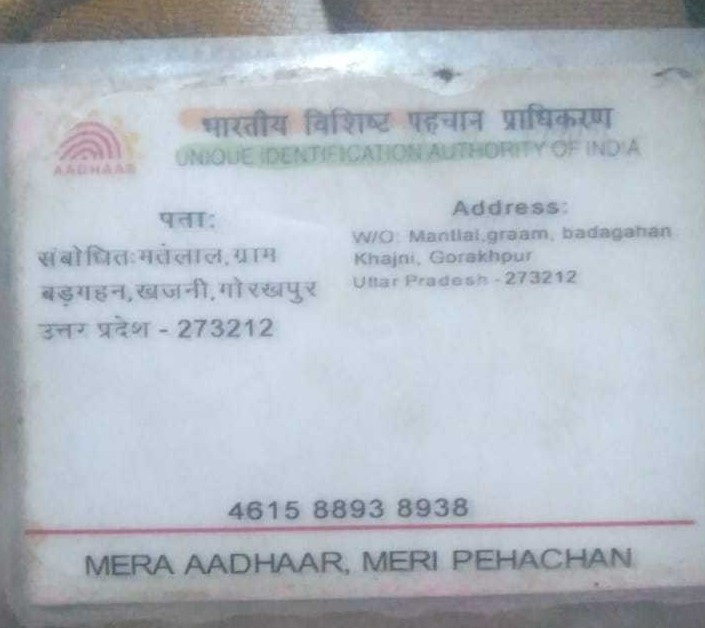 भारतीय विशिष्ट पहचान प्राधिकरण
UNIQUE IDENTIFICATION AUTHORITY OF INDIA
AADHAAR
पता:
संबोधित:मतेलाल,ग्राम
बड़गहन,खजनी,गोरखपुर
उत्तर प्रदेश - 273212
Address:
W/O: Mantlal,graam, badagahan
Khajni, Gorakhpur
Uttar Pradesh - 273212
4615 8893 8938
MERA AADHAAR, MERI PEHACHAN